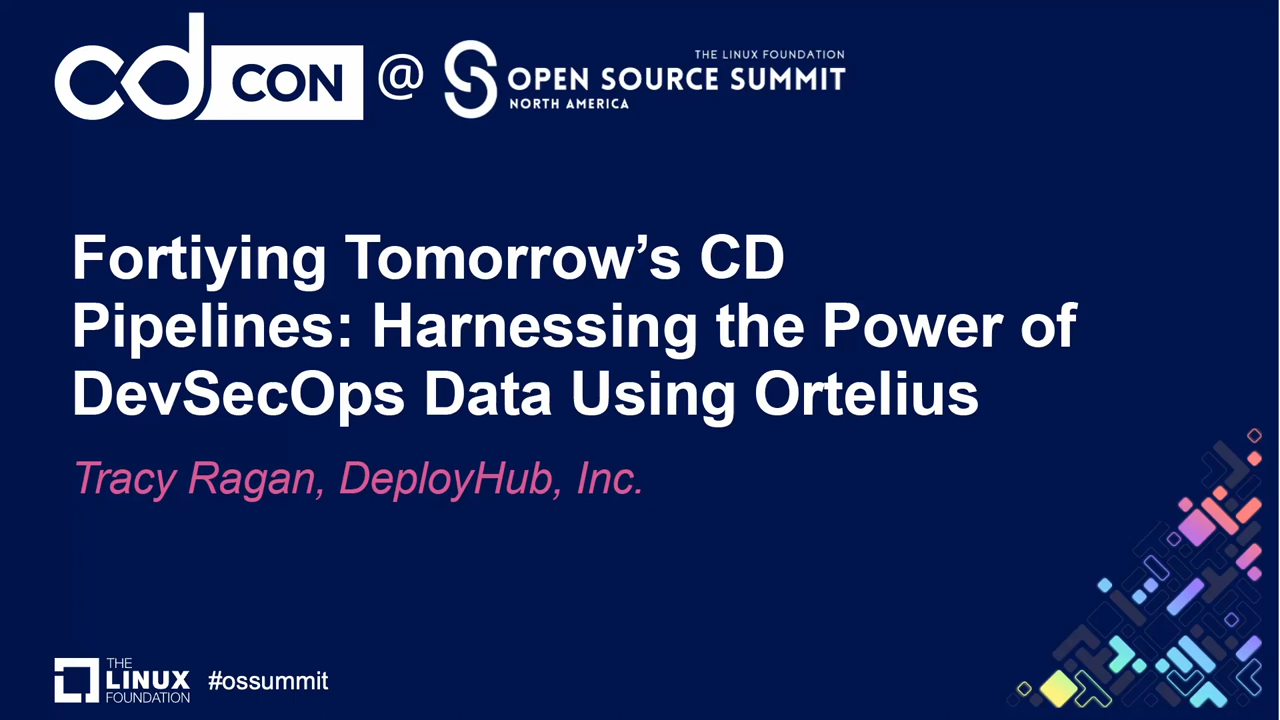 cd CON @ THE LINUX FOUNDATION
OPEN SOURCE SUMMIT
NORTH AMERICA
Fortiying Tomorrow’s CD
Pipelines: Harnessing the Power of
DevSecOps Data Using Ortelius
Tracy Ragan, DeployHub, Inc.
THE
LINUX
FOUNDATION
#ossummit